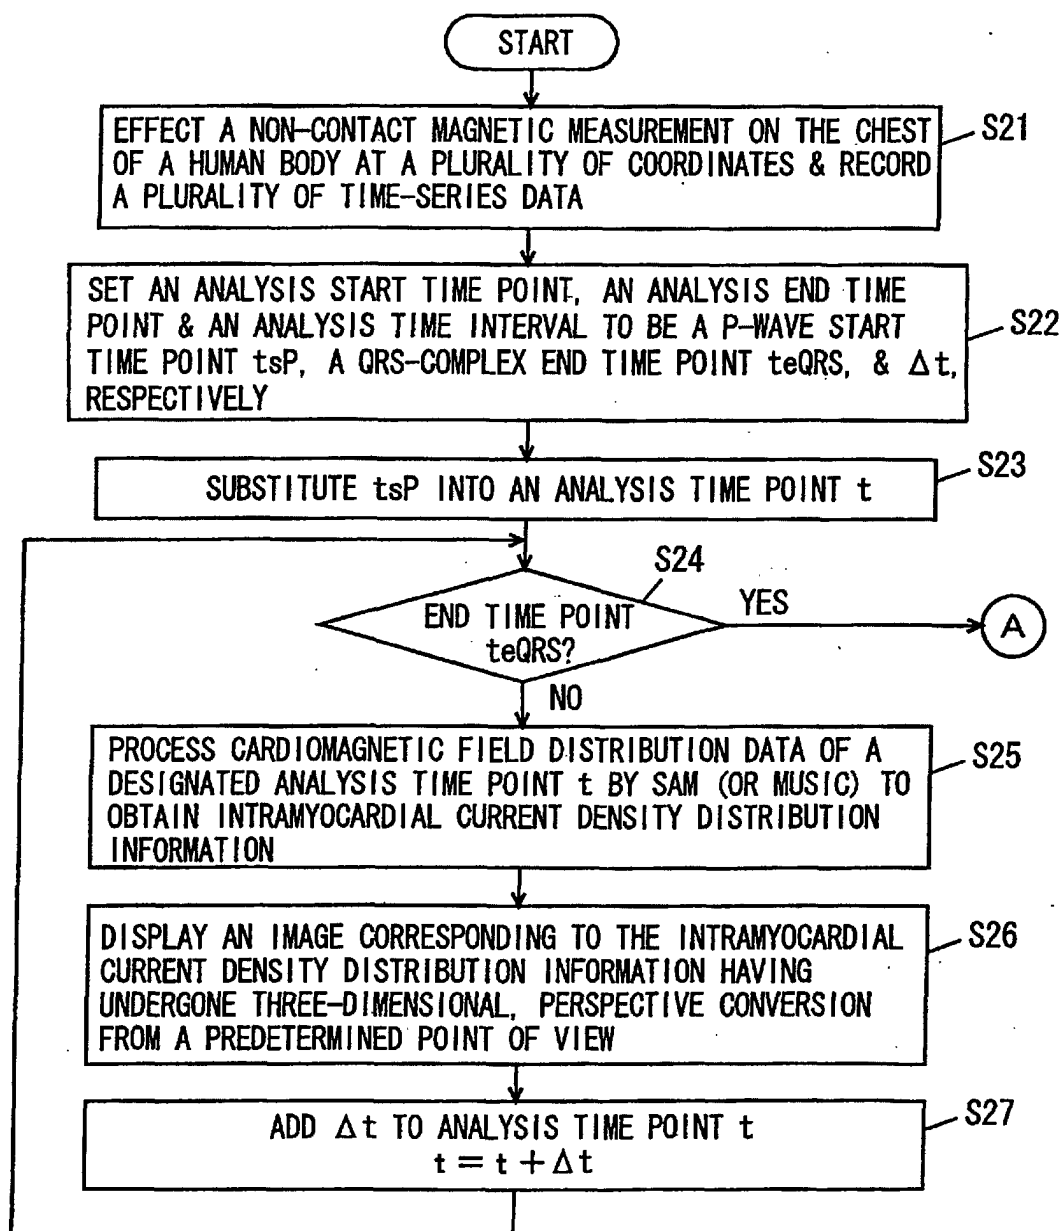 START
EFFECT A NON-CONTACT MAGNETIC MEASUREMENT ON THE CHEST
OF A HUMAN BODY AT A PLURALITY OF COORDINATES & RECORD
A PLURALITY OF TIME-SERIES DATA
S21
SET AN ANALYSIS START TIME POINT, AN ANALYSIS END TIME
POINT & AN ANALYSIS TIME INTERVAL TO BE A P-WAVE START
TIME POINT tsP, A QRS-COMPLEX END TIME POINT teQRS, & Δt,
RESPECTIVELY
S22
SUBSTITUTE tsP INTO AN ANALYSIS TIME POINT t
S23
END TIME POINT
teQRS?
S24
YES
A
NO
PROCESS CARDIOMAGNETIC FIELD DISTRIBUTION DATA OF A
DESIGNATED ANALYSIS TIME POINT t BY SAM (OR MUSIC) TO
OBTAIN INTRAMYOCARDIAL CURRENT DENSITY DISTRIBUTION
INFORMATION
S25
DISPLAY AN IMAGE CORRESPONDING TO THE INTRAMYOCARDIAL
CURRENT DENSITY DISTRIBUTION INFORMATION HAVING
UNDERGONE THREE-DIMENSIONAL, PERSPECTIVE CONVERSION
FROM A PREDETERMINED POINT OF VIEW
S26
ADD Δt TO ANALYSIS TIME POINT t
t = t + Δt
S27